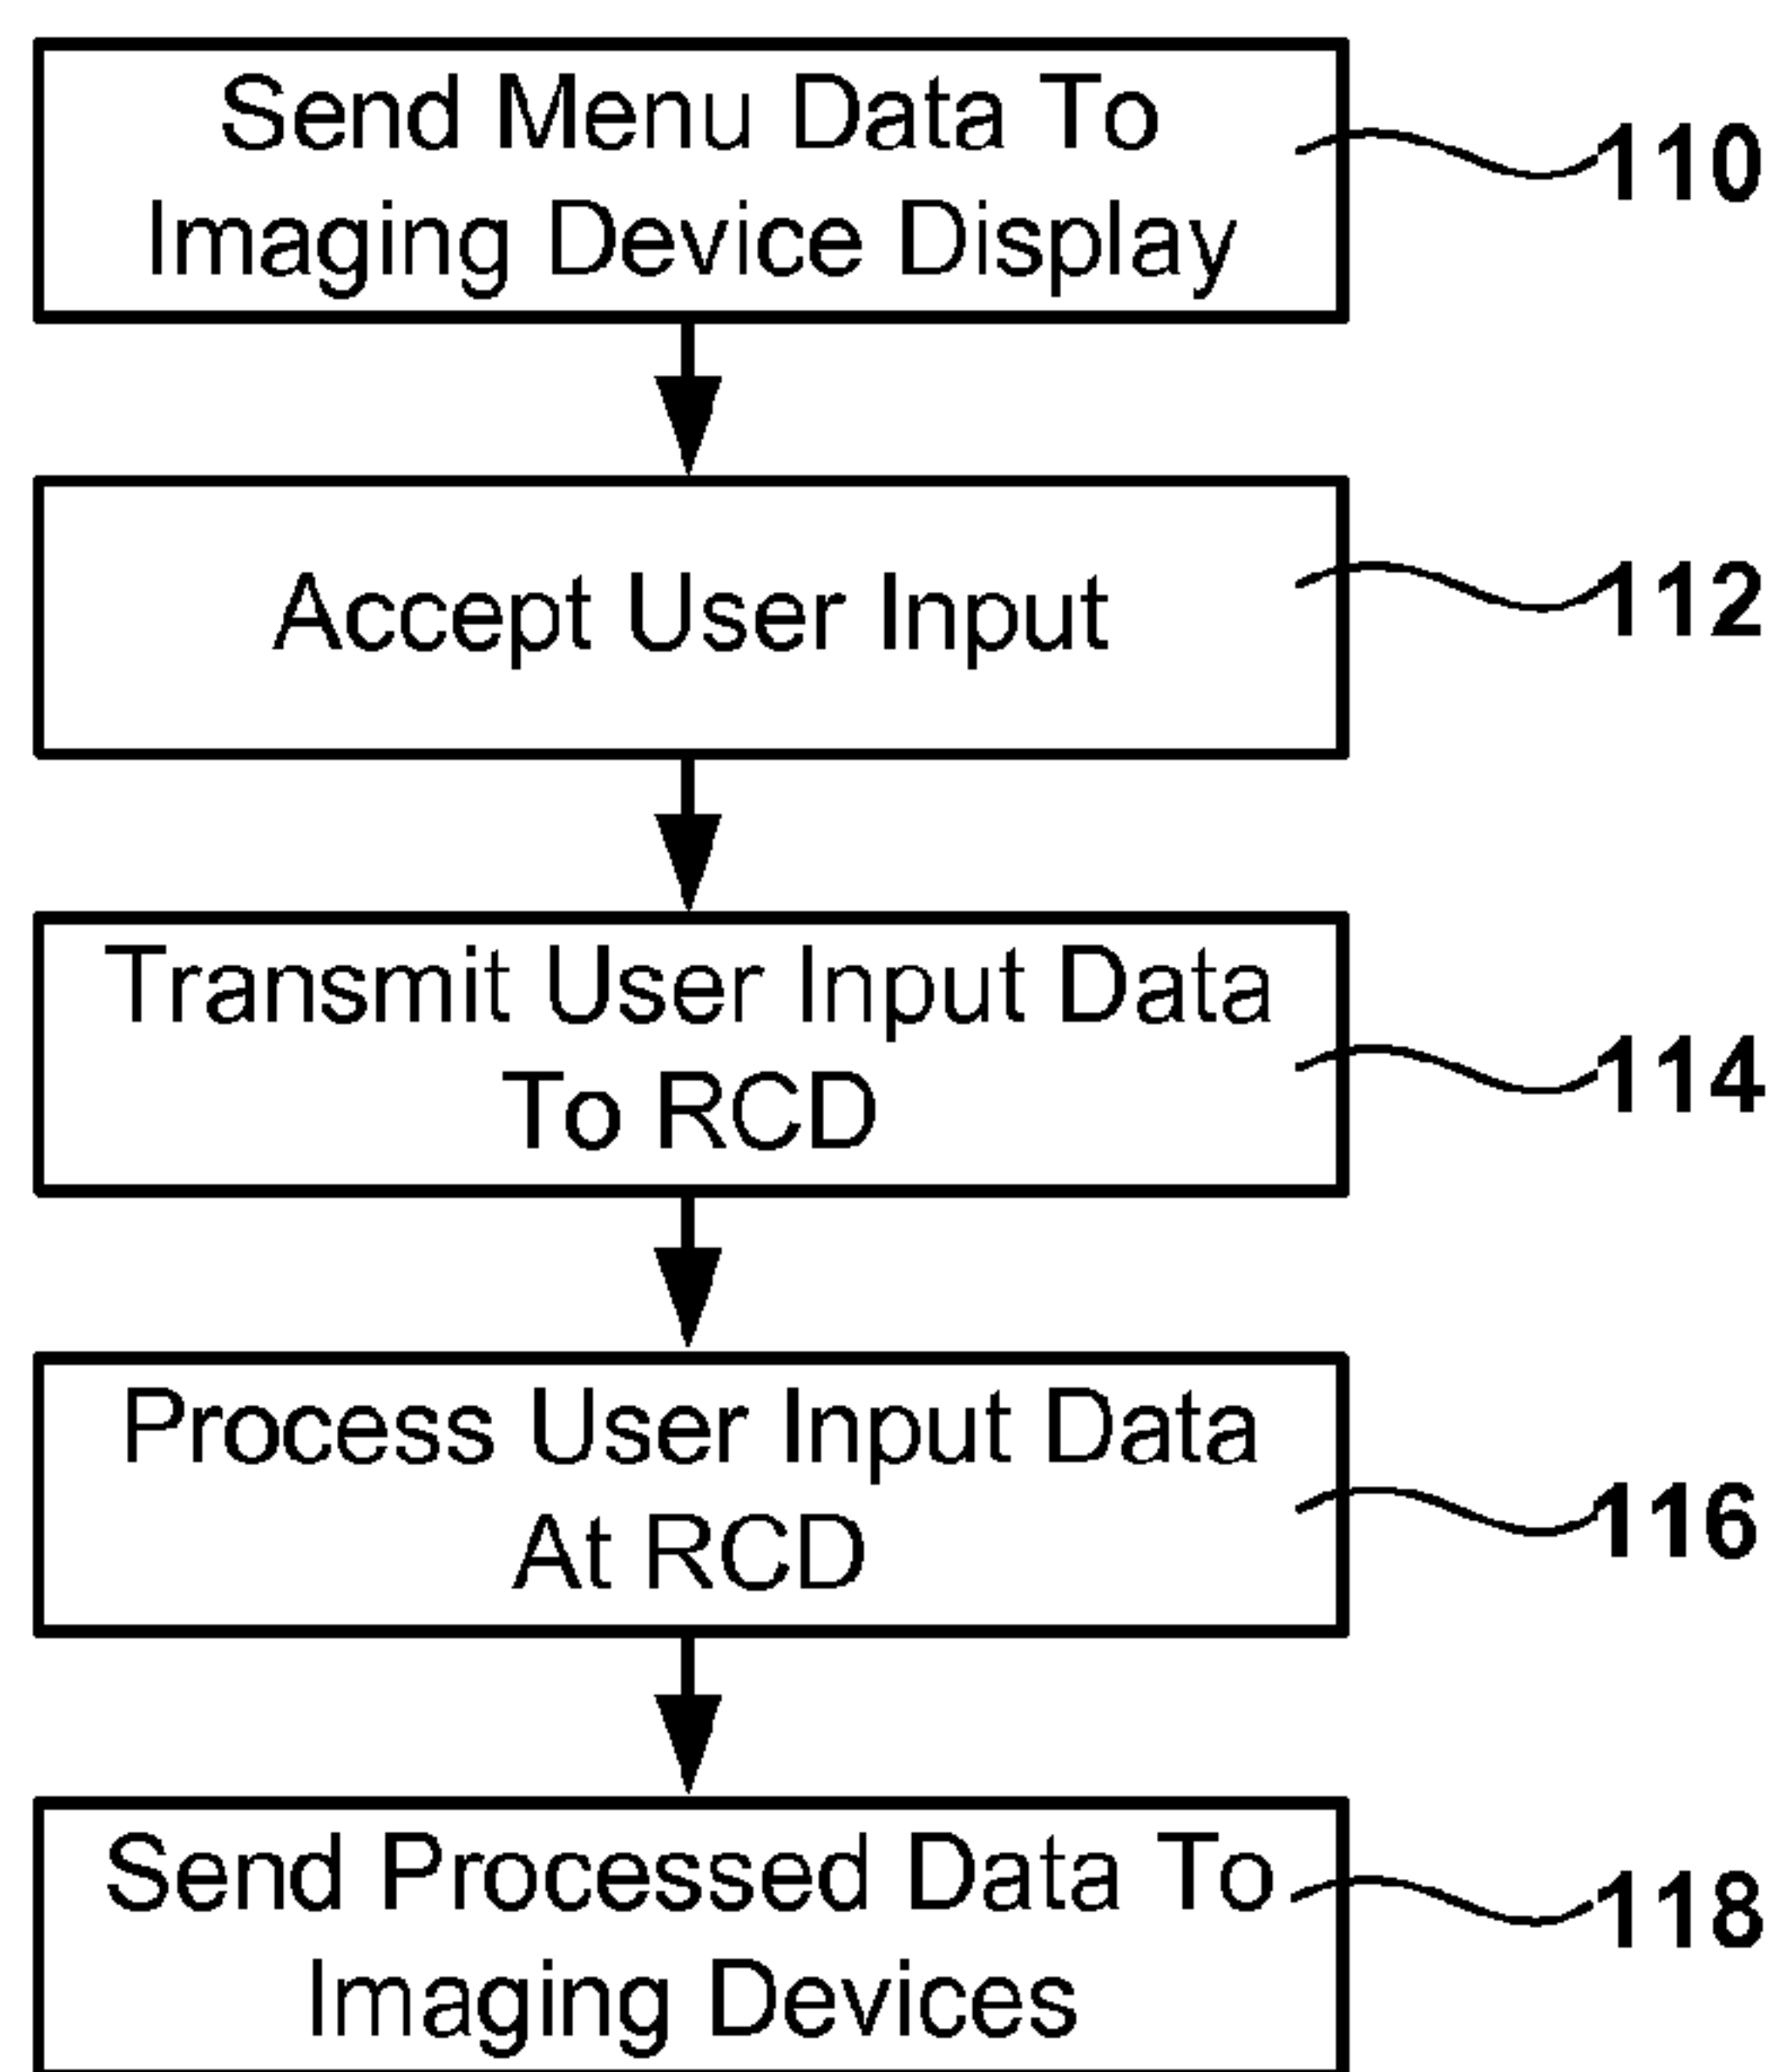 Send Menu Data To
Imaging Device Display
110
Accept User Input
112
Transmit User Input Data
To RCD
114
Process User Input Data
At RCD
116
Send Processed Data To
Imaging Devices
118